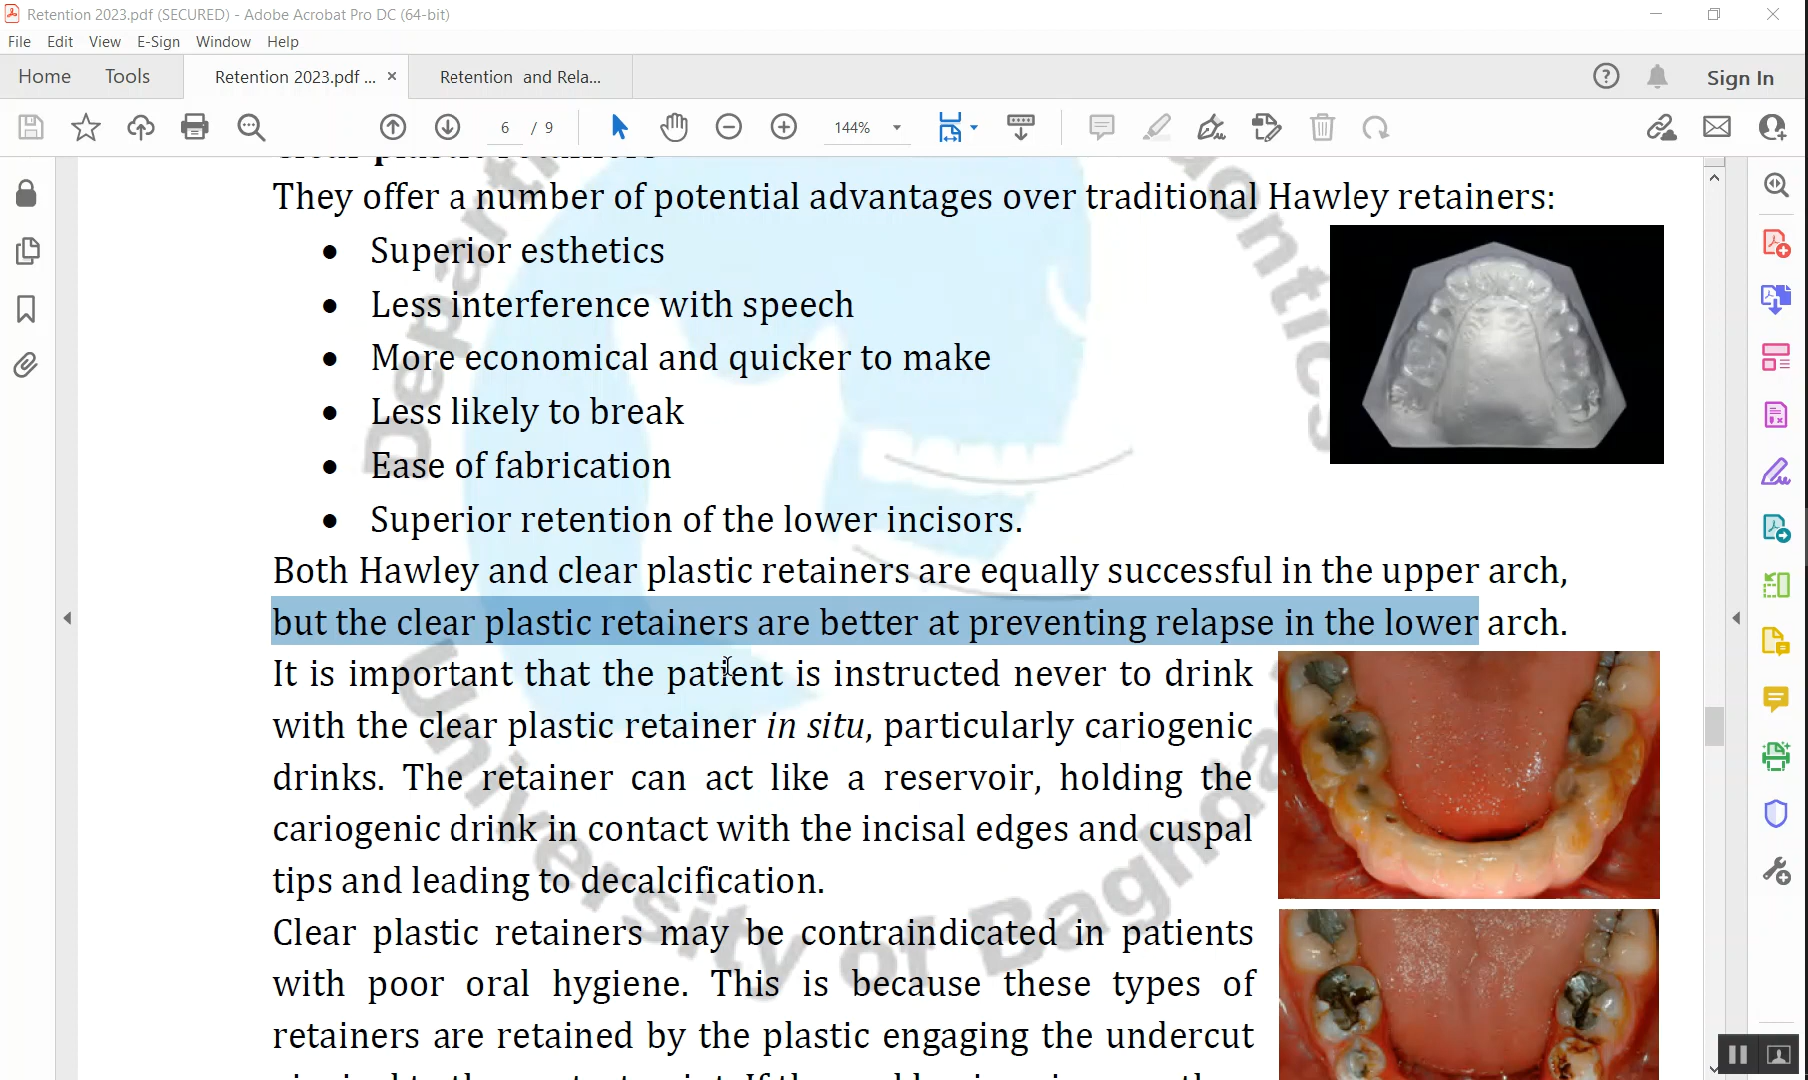 Retention 2023.pdf (SECURED) - Adobe Acrobat Pro DC (64-bit)
File Edit View E-Sign Window Help
Home Tools Retention 2023.pdf ... × Retention and Rela... Sign In
6 / 9 144%
Clear plastic retainers
They offer a number of potential advantages over traditional Hawley retainers:
• Superior esthetics
• Less interference with speech
• More economical and quicker to make
• Less likely to break
• Ease of fabrication
• Superior retention of the lower incisors.
Both Hawley and clear plastic retainers are equally successful in the upper arch,
but the clear plastic retainers are better at preventing relapse in the lower arch.
It is important that the patient is instructed never to drink
with the clear plastic retainer in situ, particularly cariogenic
drinks. The retainer can act like a reservoir, holding the
cariogenic drink in contact with the incisal edges and cuspal
tips and leading to decalcification.
Clear plastic retainers may be contraindicated in patients
with poor oral hygiene. This is because these types of
retainers are retained by the plastic engaging the undercut
University of Baghda